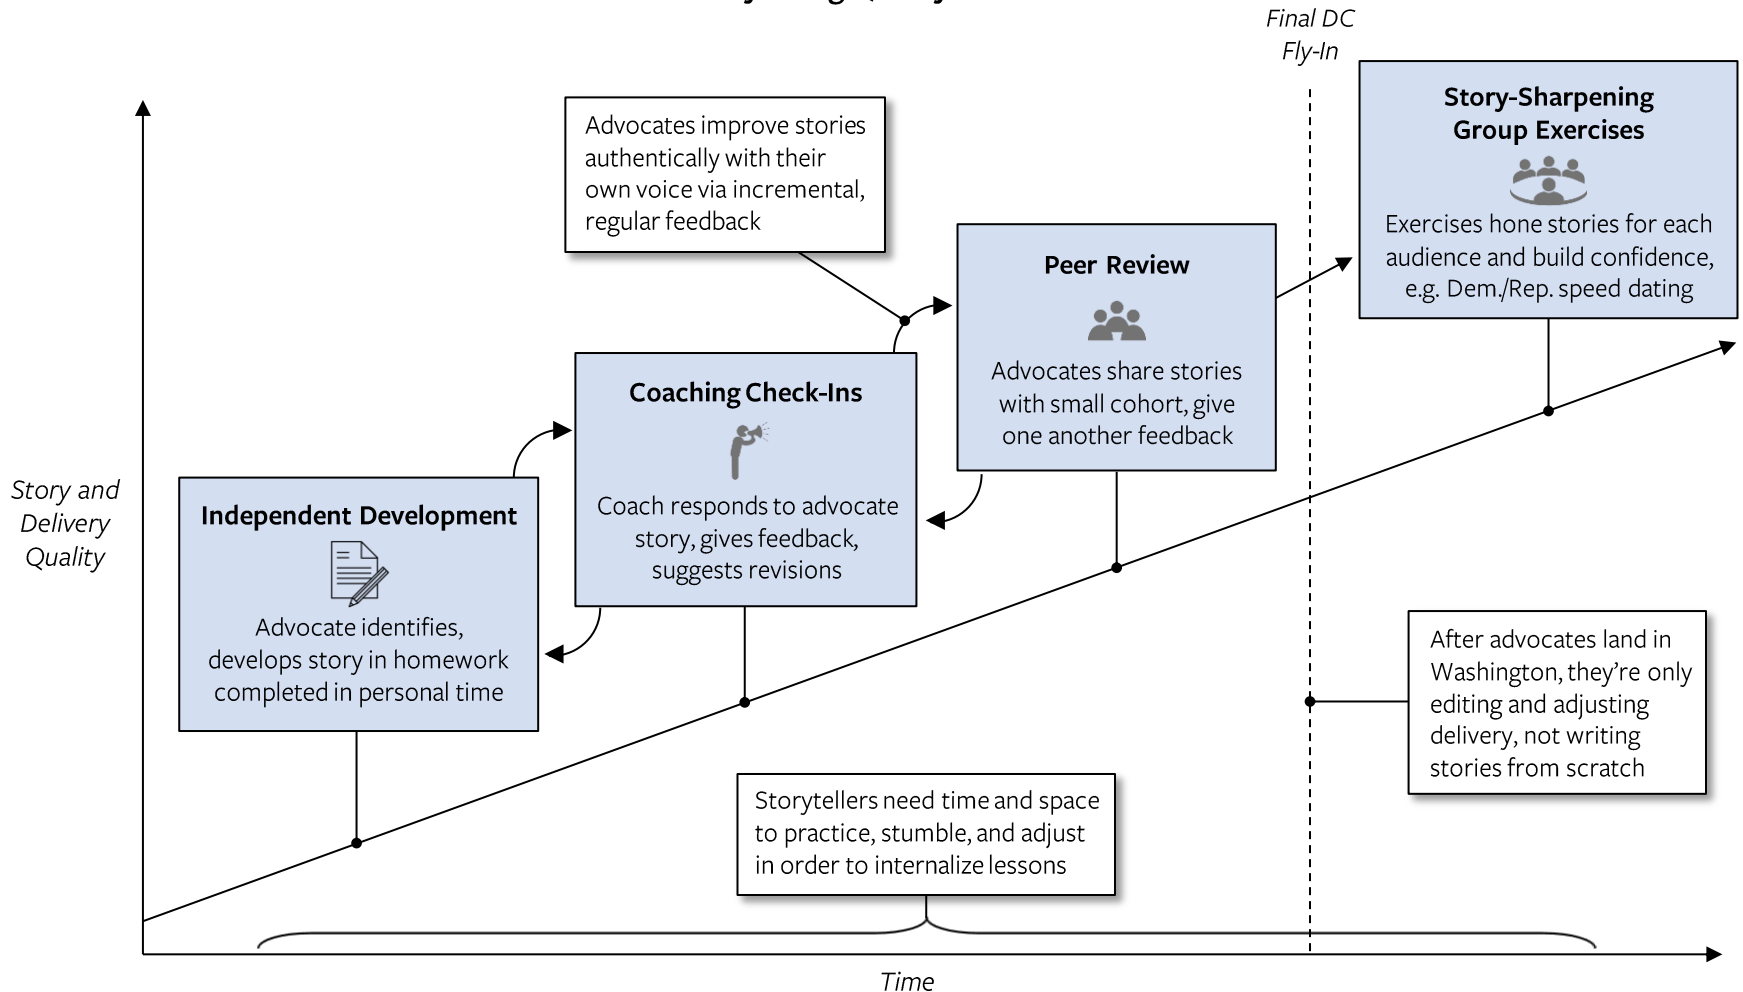 Final DC
Fly-In
Story-Sharpening
Group Exercises
Exercises hone stories for each
audience and build confidence,
e.g. Dem./Rep. speed dating
Advocates improve stories
authentically with their
own voice via incremental,
regular feedback
Peer Review
Advocates share stories
with small cohort, give
one another feedback
Coaching Check-Ins
Coach responds to advocate
story, gives feedback,
suggests revisions
Story and
Delivery
Quality
Independent Development
Advocate identifies,
develops story in homework
completed in personal time
After advocates land in
Washington, they’re only
editing and adjusting
delivery, not writing
stories from scratch
Storytellers need time and space
to practice, stumble, and adjust
in order to internalize lessons
Time